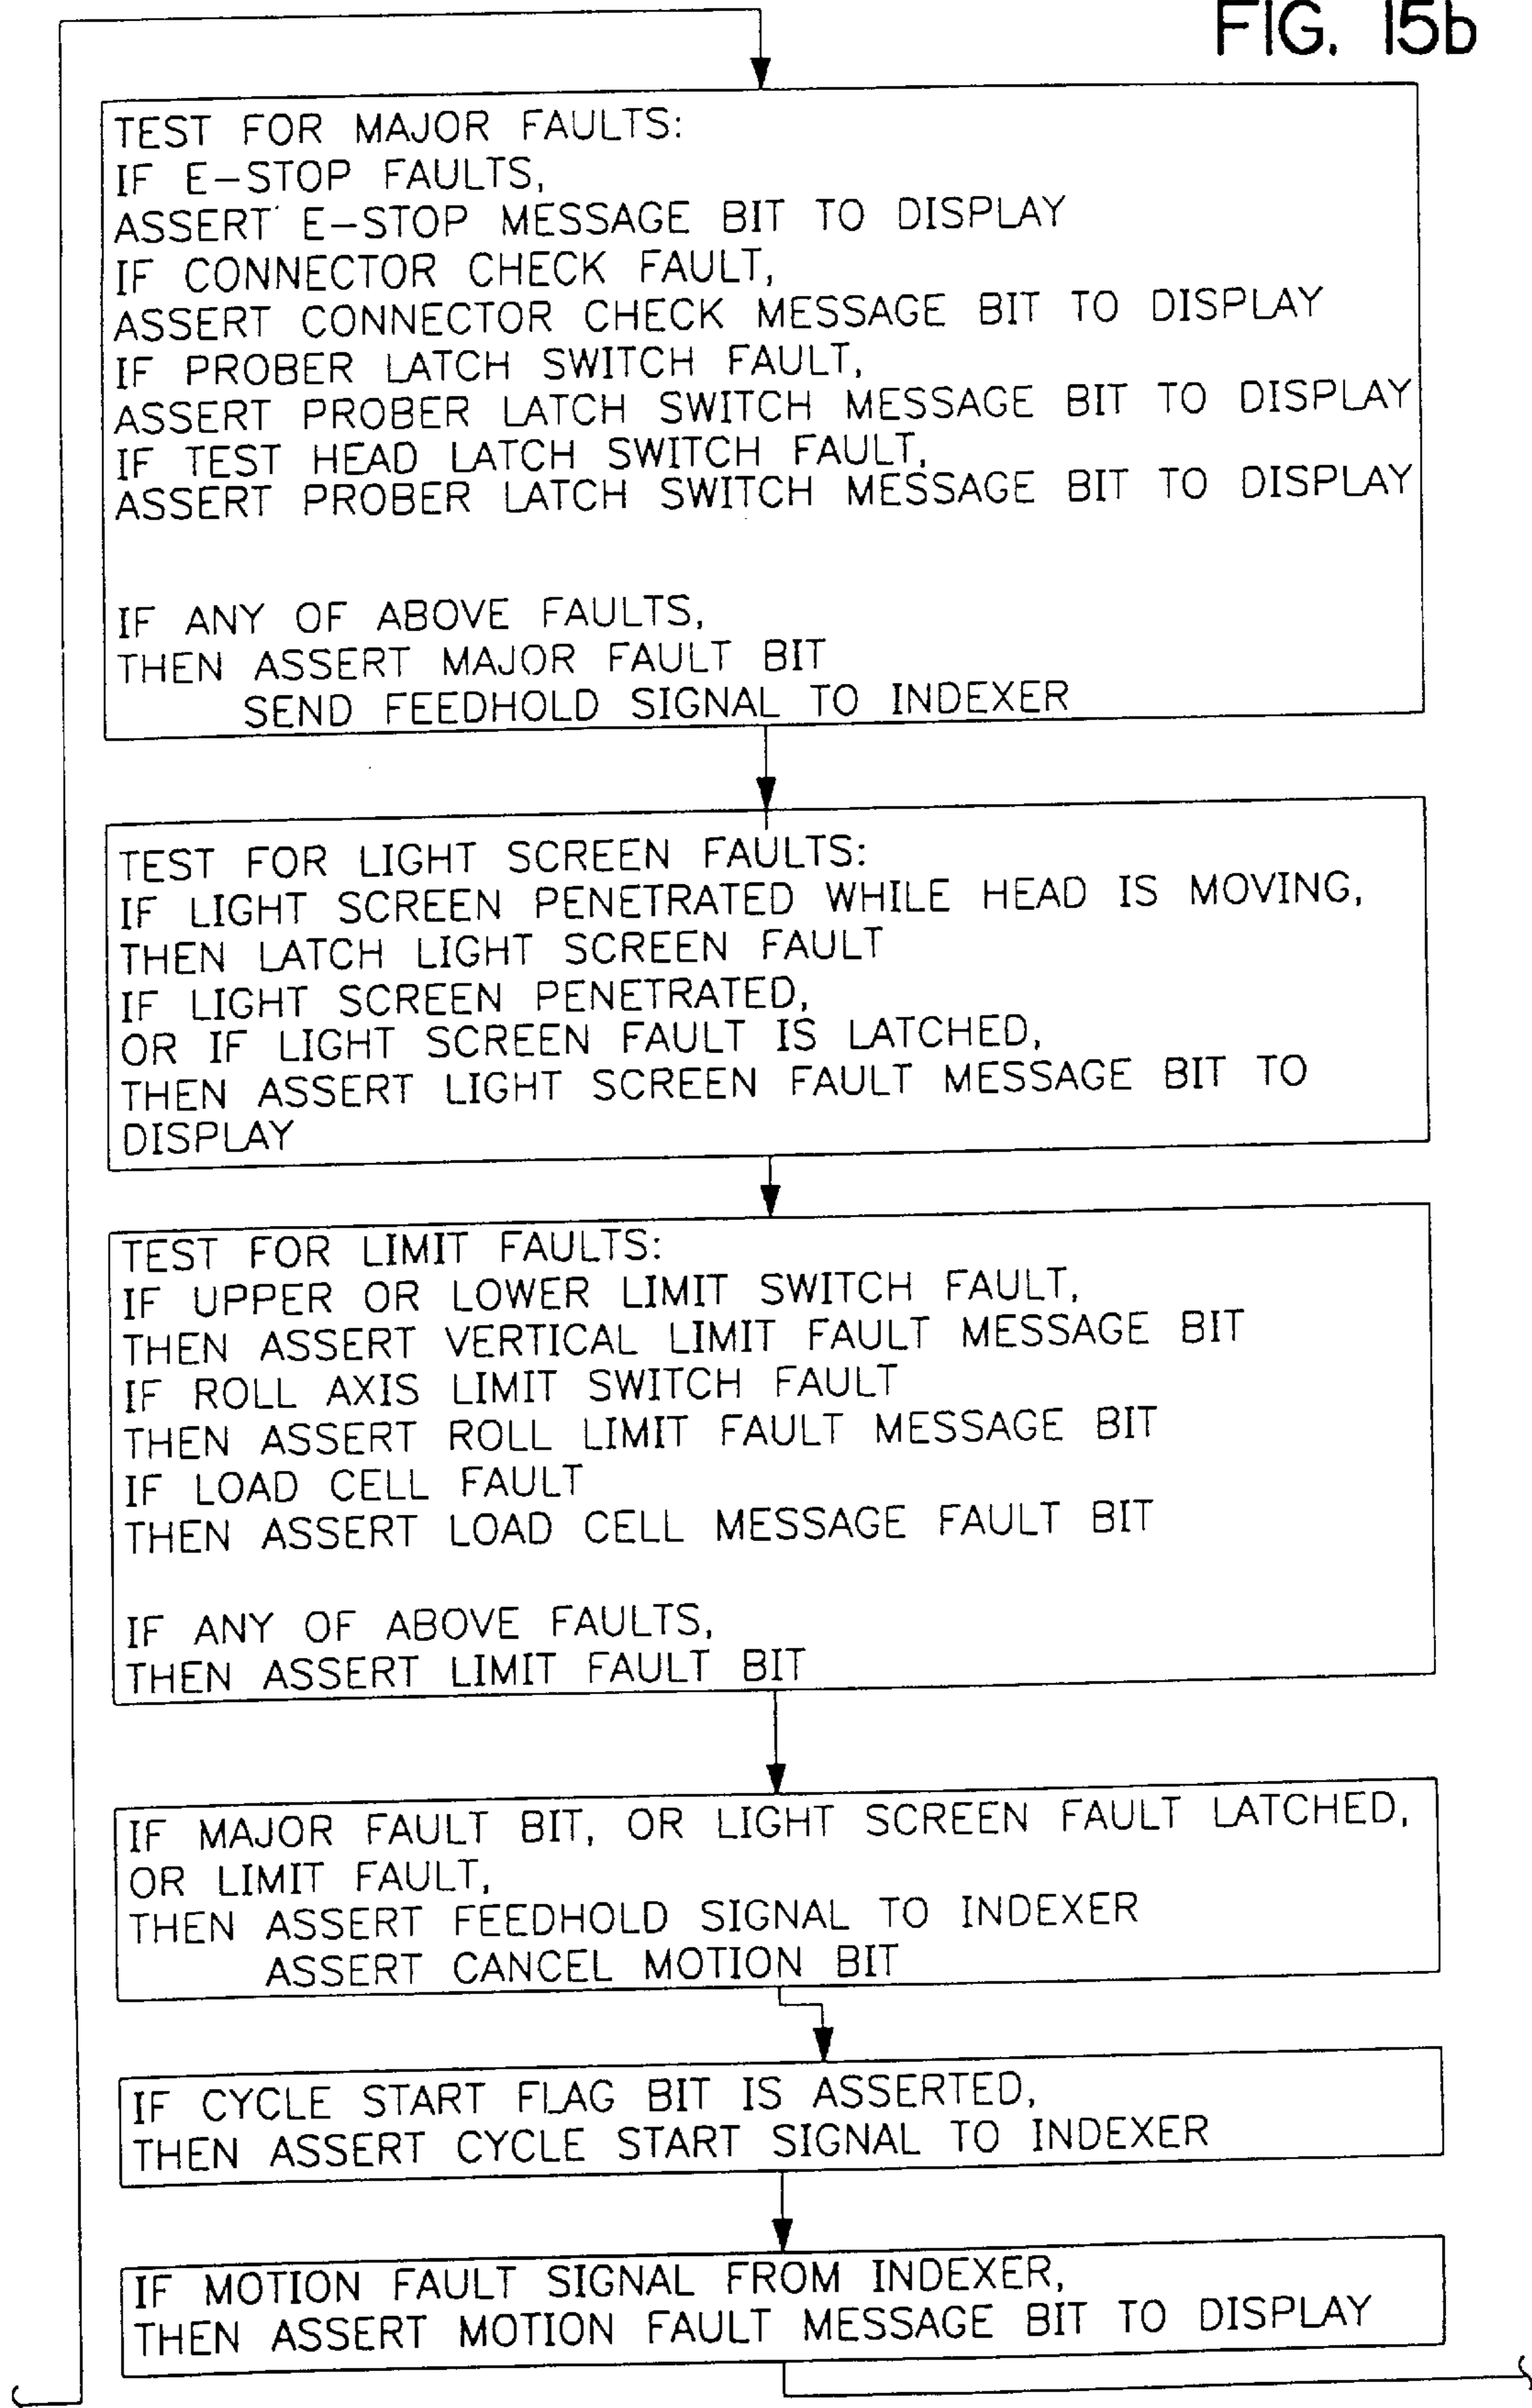 FIG. 15b
TEST FOR MAJOR FAULTS:
IF E-STOP FAULTS,
ASSERT E-STOP MESSAGE BIT TO DISPLAY
IF CONNECTOR CHECK FAULT,
ASSERT CONNECTOR CHECK MESSAGE BIT TO DISPLAY
IF PROBER LATCH SWITCH FAULT,
ASSERT PROBER LATCH SWITCH MESSAGE BIT TO DISPLAY
IF TEST HEAD LATCH SWITCH FAULT,
ASSERT PROBER LATCH SWITCH MESSAGE BIT TO DISPLAY
IF ANY OF ABOVE FAULTS,
THEN ASSERT MAJOR FAULT BIT
SEND FEEDHOLD SIGNAL TO INDEXER
TEST FOR LIGHT SCREEN FAULTS:
IF LIGHT SCREEN PENETRATED WHILE HEAD IS MOVING,
THEN LATCH LIGHT SCREEN FAULT
IF LIGHT SCREEN PENETRATED,
OR IF LIGHT SCREEN FAULT IS LATCHED,
THEN ASSERT LIGHT SCREEN FAULT MESSAGE BIT TO
DISPLAY
TEST FOR LIMIT FAULTS:
IF UPPER OR LOWER LIMIT SWITCH FAULT,
THEN ASSERT VERTICAL LIMIT FAULT MESSAGE BIT
IF ROLL AXIS LIMIT SWITCH FAULT
THEN ASSERT ROLL LIMIT FAULT MESSAGE BIT
IF LOAD CELL FAULT
THEN ASSERT LOAD CELL MESSAGE FAULT BIT
IF ANY OF ABOVE FAULTS,
THEN ASSERT LIMIT FAULT BIT
IF MAJOR FAULT BIT, OR LIGHT SCREEN FAULT LATCHED,
OR LIMIT FAULT,
THEN ASSERT FEEDHOLD SIGNAL TO INDEXER
ASSERT CANCEL MOTION BIT
IF CYCLE START FLAG BIT IS ASSERTED,
THEN ASSERT CYCLE START SIGNAL TO INDEXER
IF MOTION FAULT SIGNAL FROM INDEXER,
THEN ASSERT MOTION FAULT MESSAGE BIT TO DISPLAY